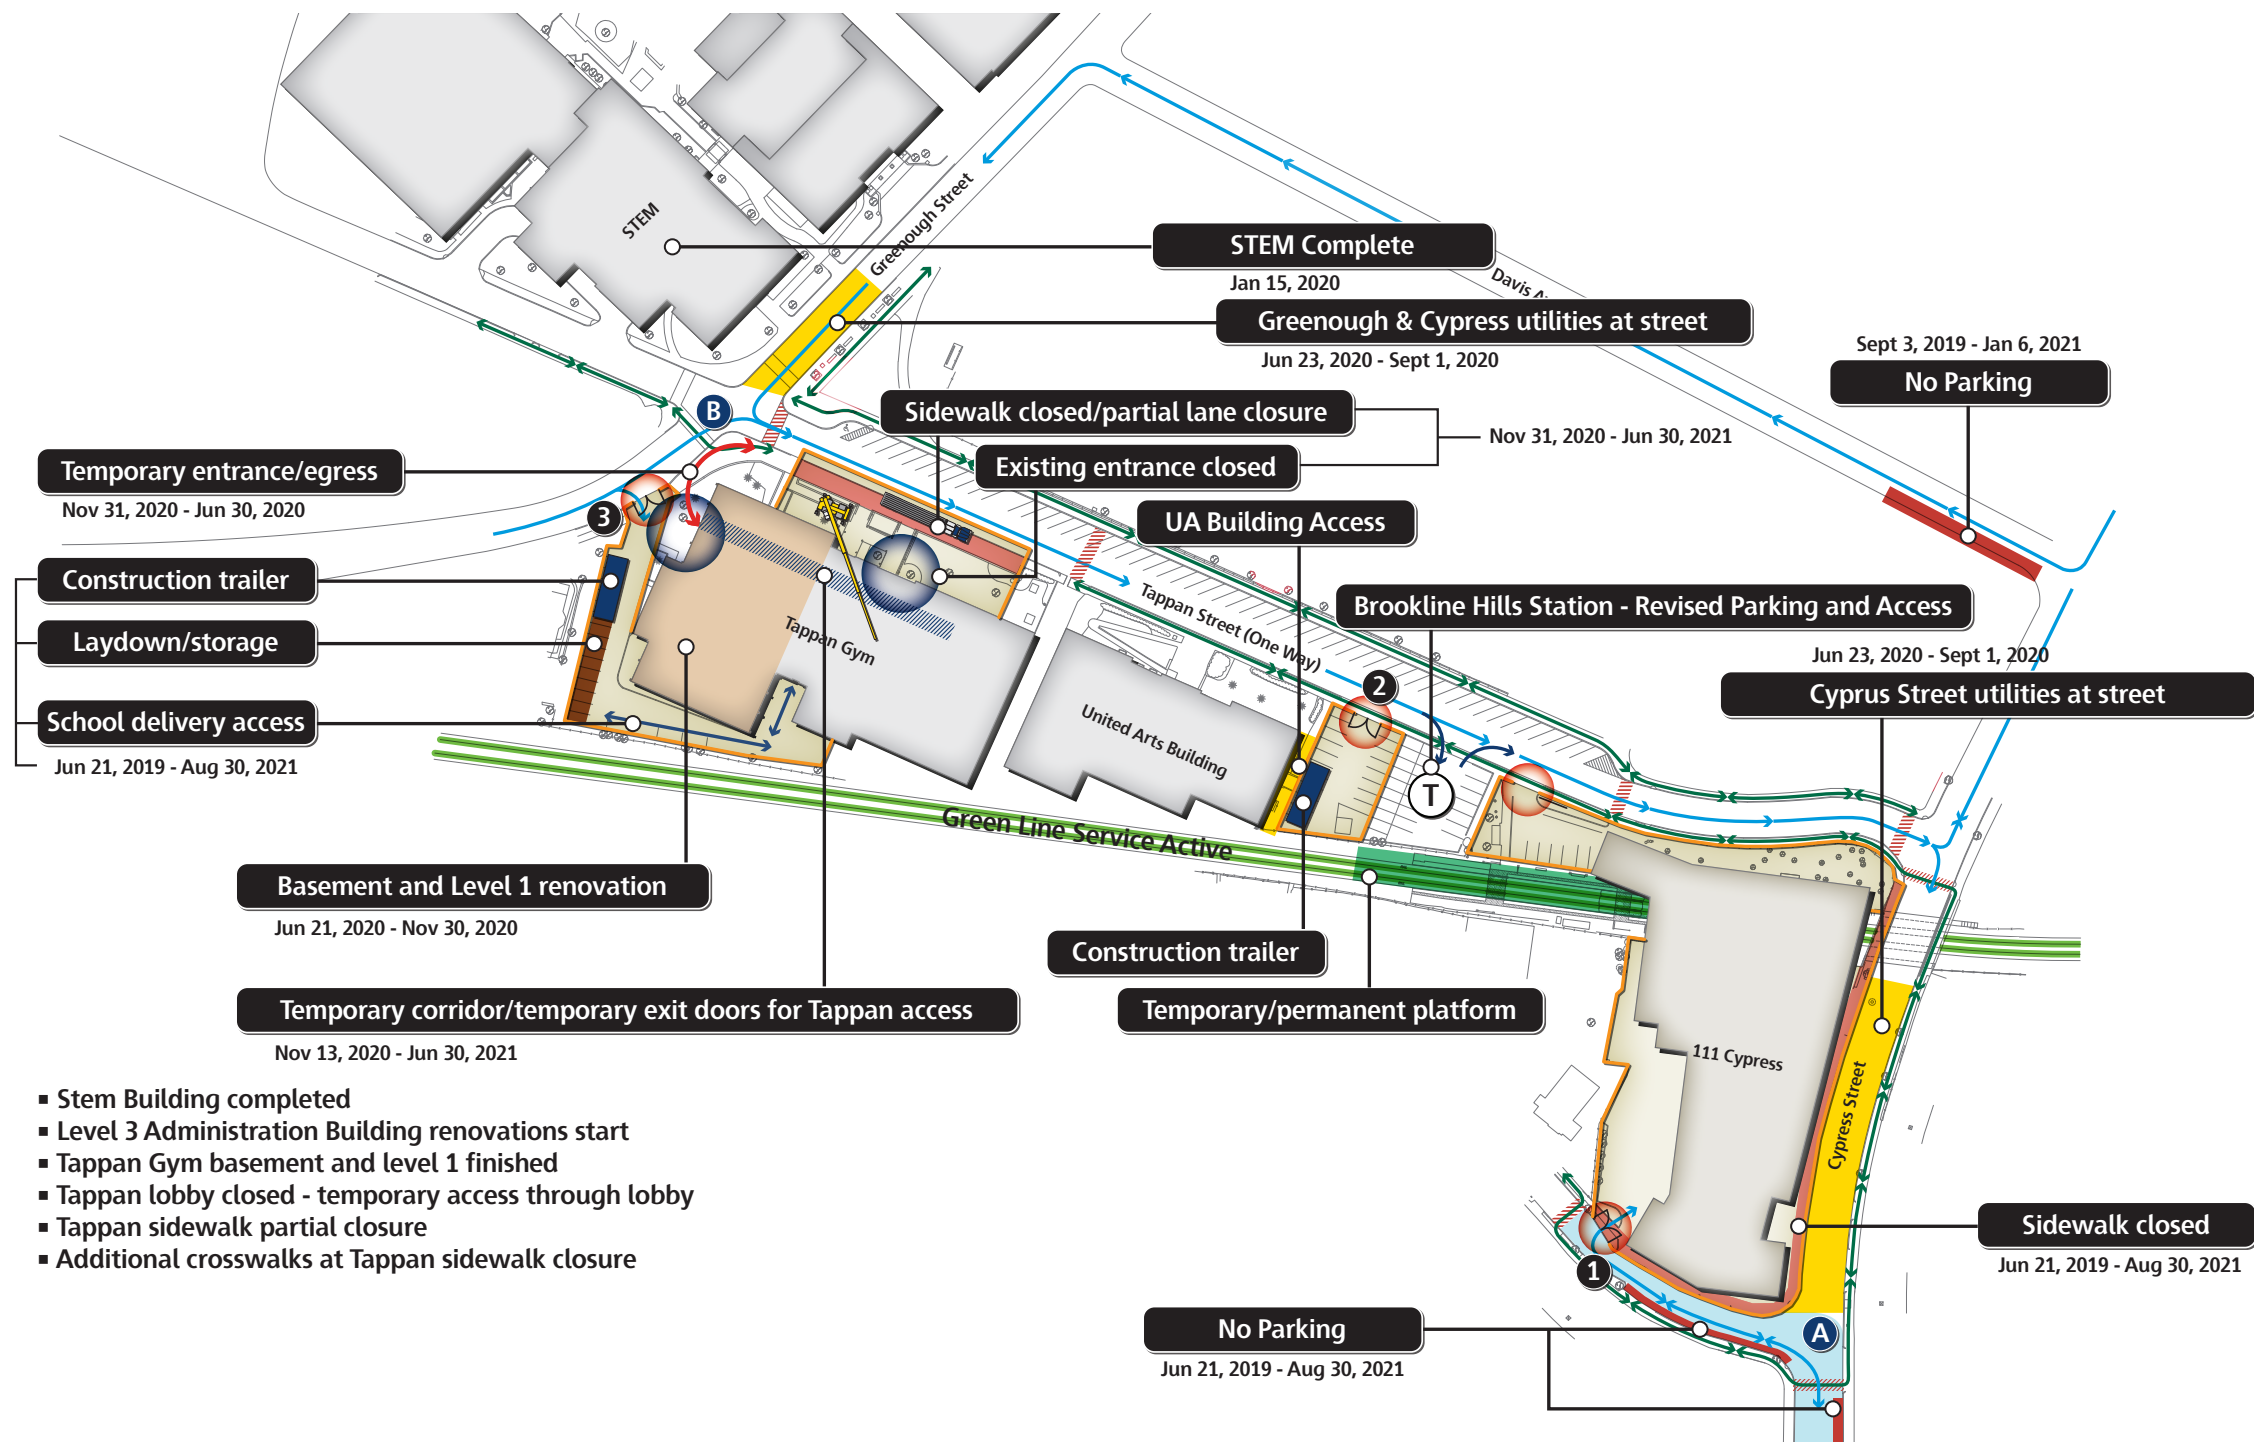 STEM
Greenough Street
STEM Complete
Jan 15, 2020
Davis A
Greenough & Cypress utilities at street
Jun 23, 2020 - Sept 1, 2020
Sept 3, 2019 - Jan 6, 2021
No Parking
B
Sidewalk closed/partial lane closure
Nov 31, 2020 - Jun 30, 2021
Existing entrance closed
Temporary entrance/egress
Nov 31, 2020 - Jun 30, 2020
3
UA Building Access
Construction trailer
Laydown/storage
School delivery access
Jun 21, 2019 - Aug 30, 2021
Tappan Gym
Tappan Street (One Way)
Brookline Hills Station - Revised Parking and Access
Jun 23, 2020 - Sept 1, 2020
Cyprus Street utilities at street
2
United Arts Building
T
Green Line Service Active
Basement and Level 1 renovation
Jun 21, 2020 - Nov 30, 2020
Construction trailer
Temporary corridor/temporary exit doors for Tappan access
Nov 13, 2020 - Jun 30, 2021
Temporary/permanent platform
111 Cypress
Cypress Street
▪ Stem Building completed
▪ Level 3 Administration Building renovations start
▪ Tappan Gym basement and level 1 finished
▪ Tappan lobby closed - temporary access through lobby
▪ Tappan sidewalk partial closure
▪ Additional crosswalks at Tappan sidewalk closure
Sidewalk closed
Jun 21, 2019 - Aug 30, 2021
1
No Parking
Jun 21, 2019 - Aug 30, 2021
A